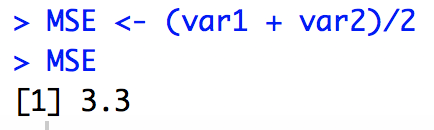 > MSE <- (var1 + var2)/2
> MSE
[1] 3.3